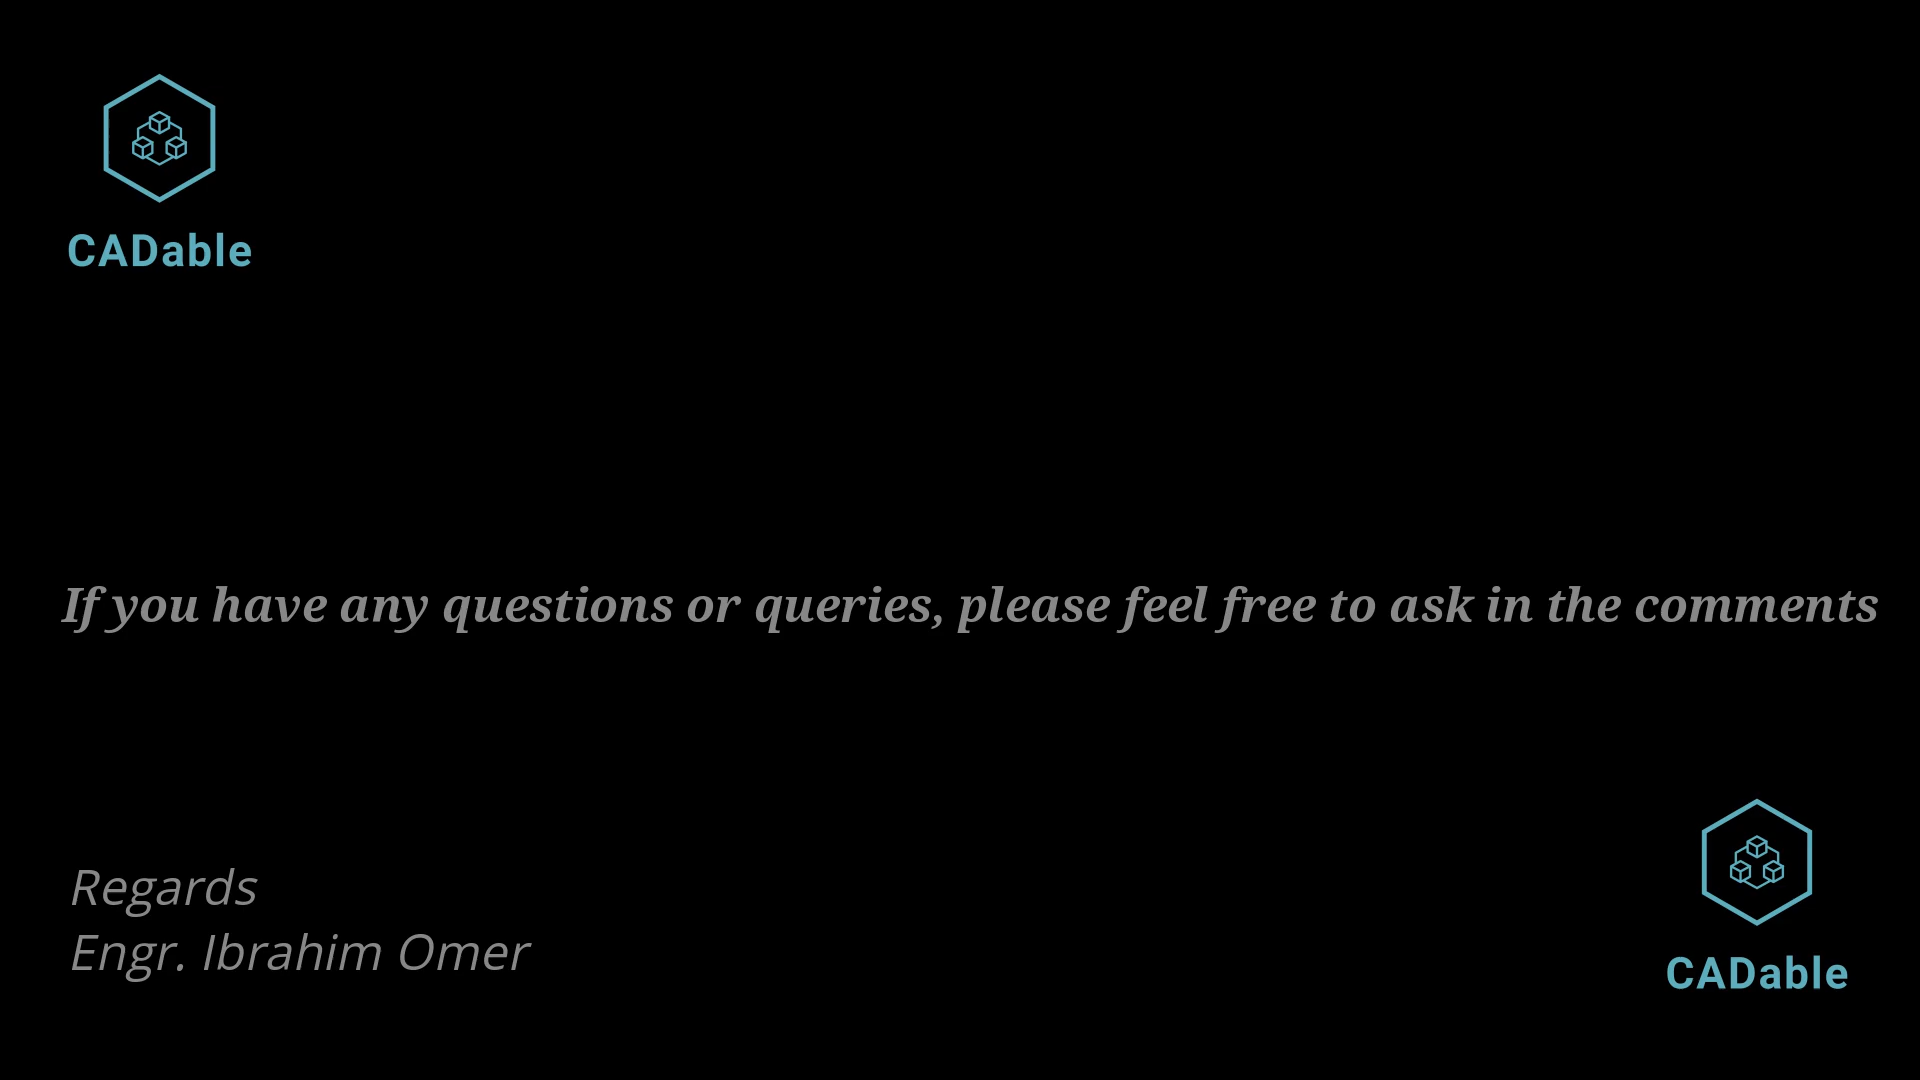 CADable
If you have any questions or queries, please feel free to ask in the comments
Regards
Engr. Ibrahim Omer
CADable